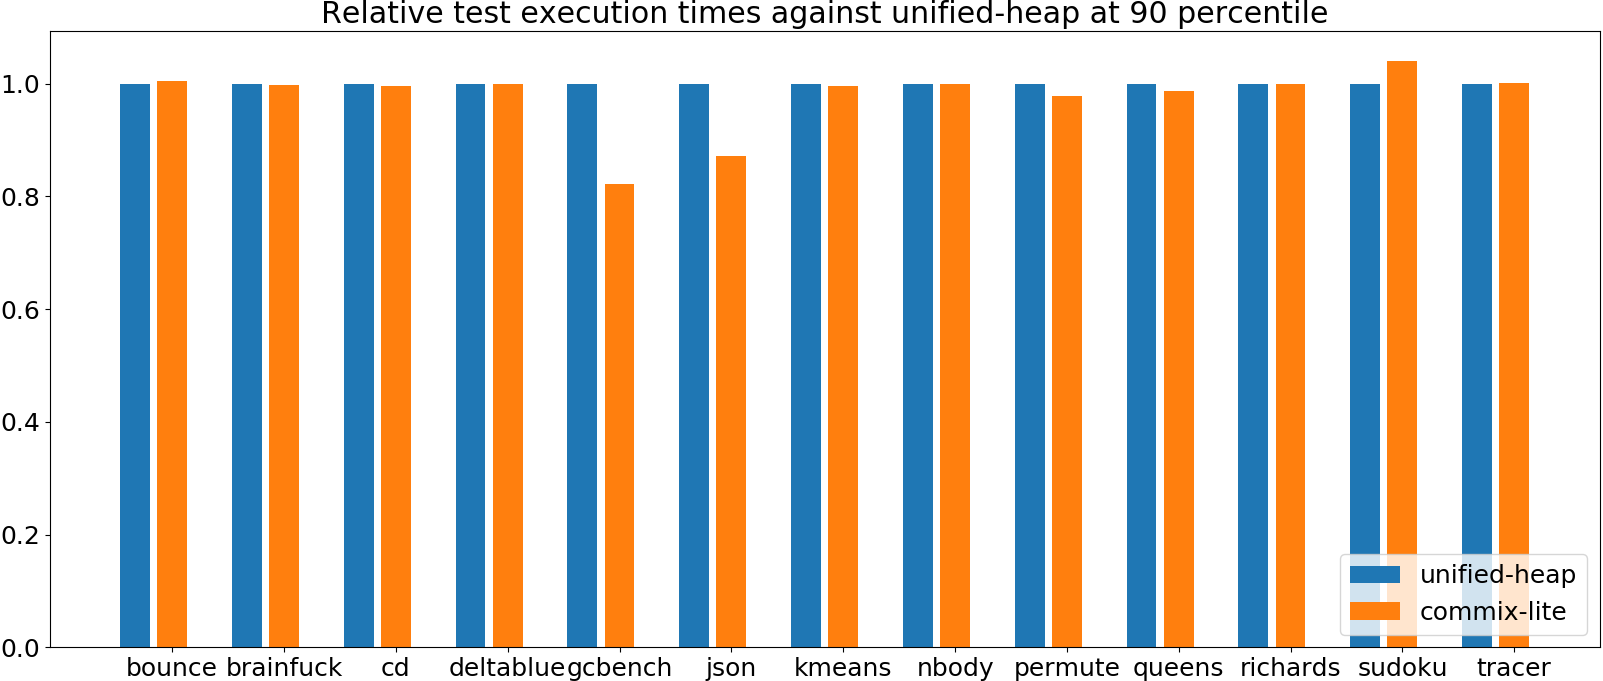 Relative test execution times against unified-heap at 90 percentile
1.0
0.8
0.6
0.4
0.2
0.0
unified-heap
commix-lite
bounce brainfuck cd deltablue gcbench json kmeans nbody permute queens richards sudoku tracer